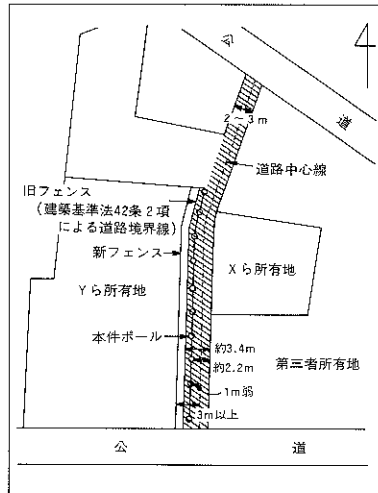 公
道
2〜3m
道路中心線
旧フェンス
(建築基準法42条2項
による道路境界線)
新フェンス
Xら所有地
Yら所有地
本件ポール
約3.4m
約2.2m
第三者所有地
1m弱
3m以上
公 道